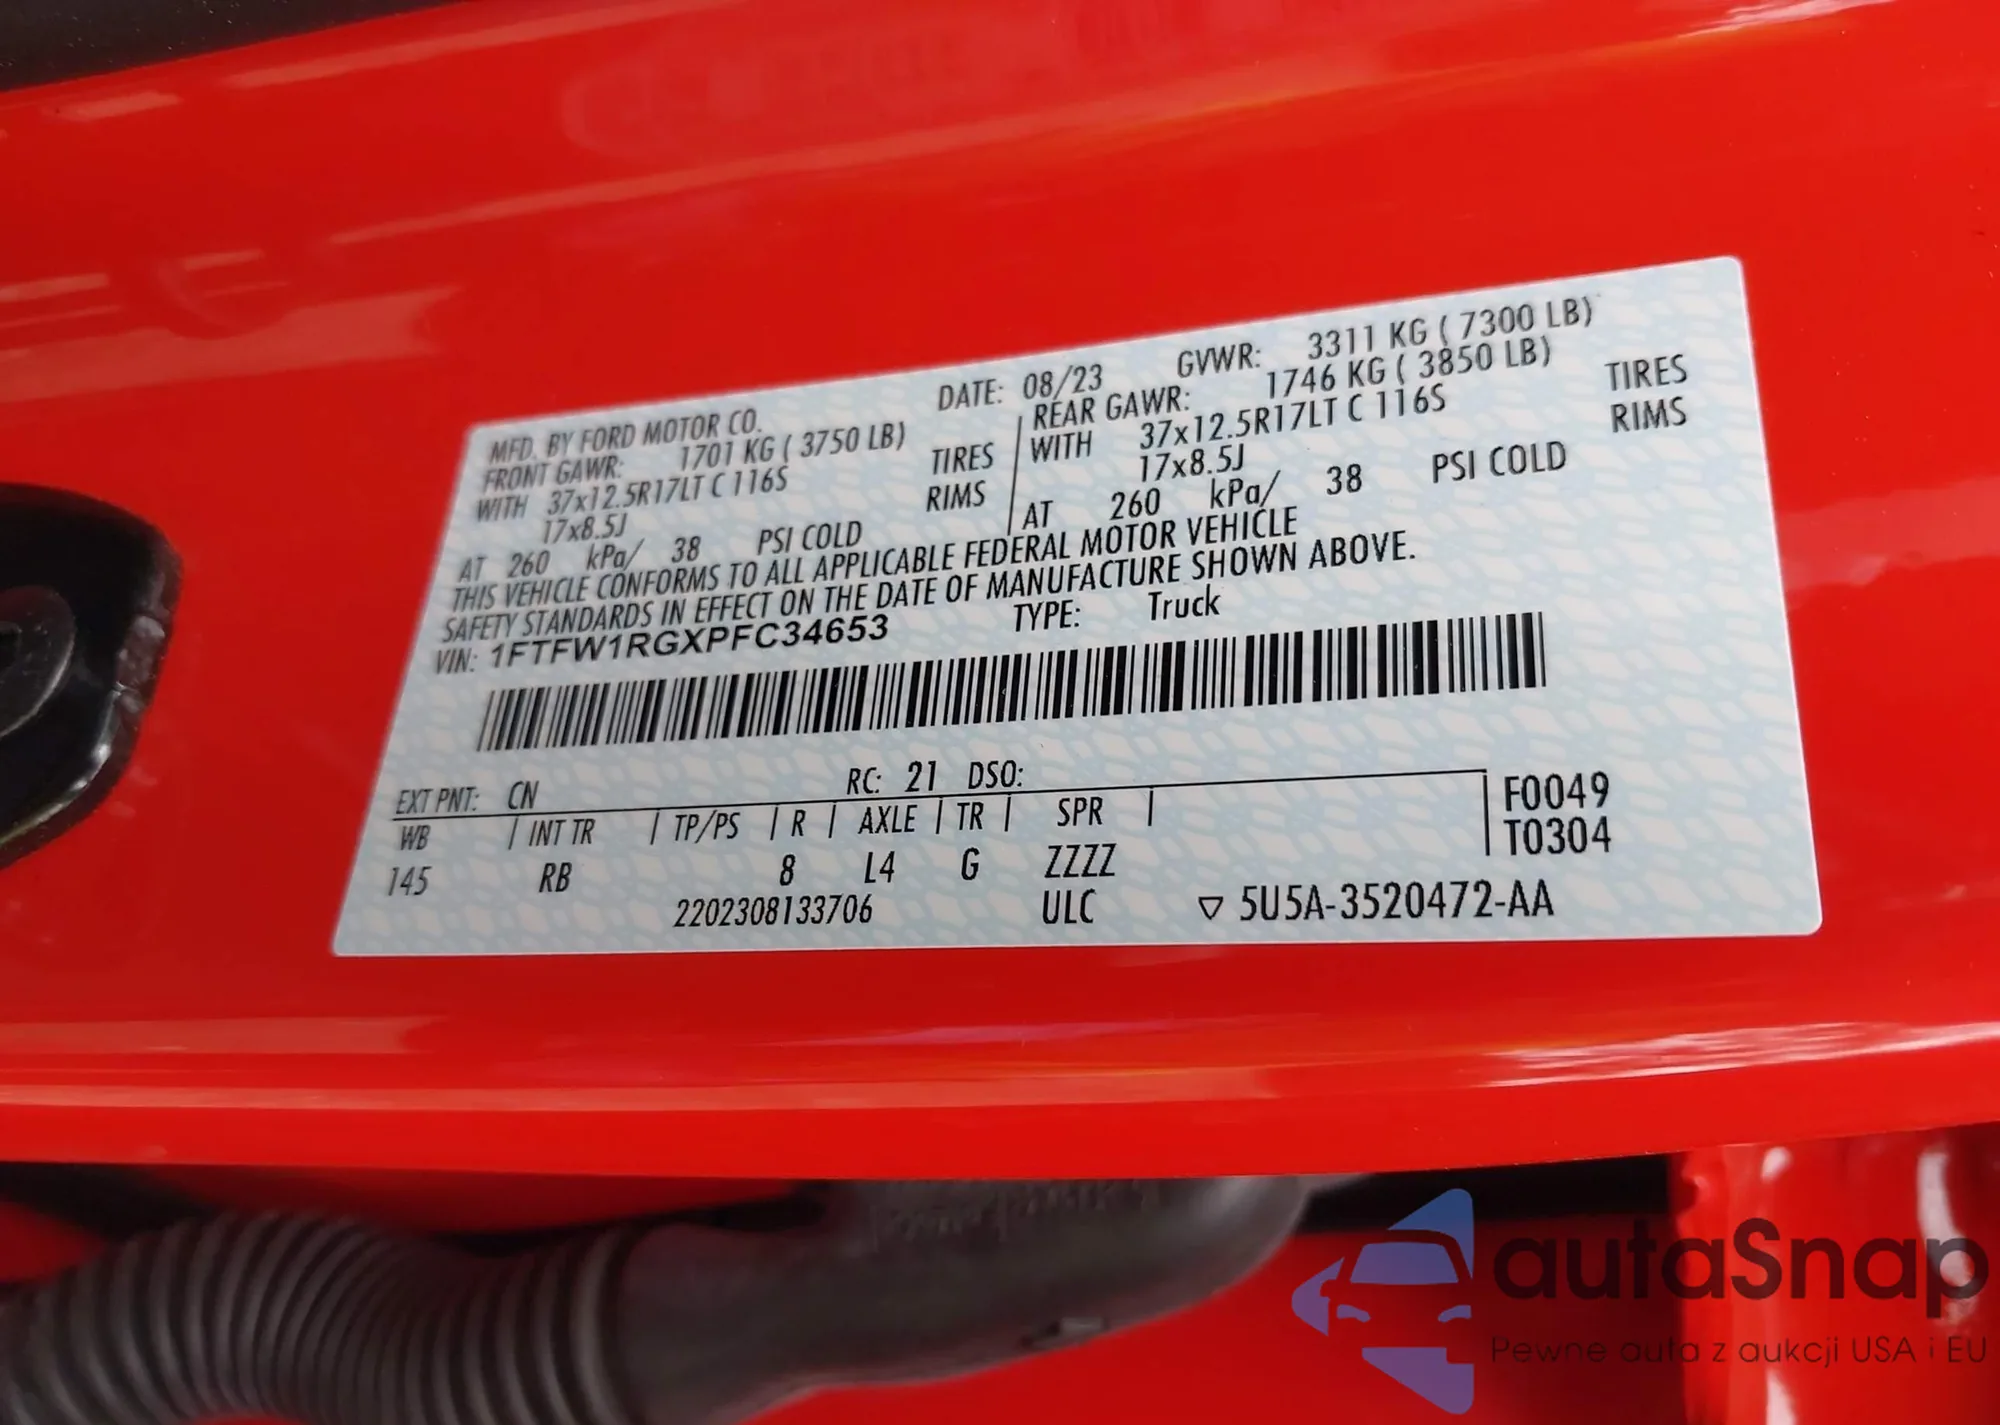 MFD. BY FORD MOTOR CO.
DATE: 08/23 GVWR: 3311 KG ( 7300 LB)
FRONT GAWR: 1701 KG ( 3750 LB)
WITH 37x12.5R17LT C 116S TIRES
17x8.5J RIMS
AT 260 kPa/ 38 PSI COLD
REAR GAWR: 1746 KG ( 3850 LB)
WITH 37x12.5R17LT C 116S TIRES
17x8.5J RIMS
AT 260 kPa/ 38 PSI COLD
THIS VEHICLE CONFORMS TO ALL APPLICABLE FEDERAL MOTOR VEHICLE
SAFETY STANDARDS IN EFFECT ON THE DATE OF MANUFACTURE SHOWN ABOVE.
VIN: 1FTFW1RGXPFC34653 TYPE: Truck
EXT PNT: CN RC: 21 DSO:
WB | INT TR | TP/PS | R | AXLE | TR | SPR | F0049
T0304
145 RB 8 L4 G ZZZZ
2202308133706 ULC ▽ 5U5A-3520472-AA
autaSnap
Pewne auta z aukcji USA i EU